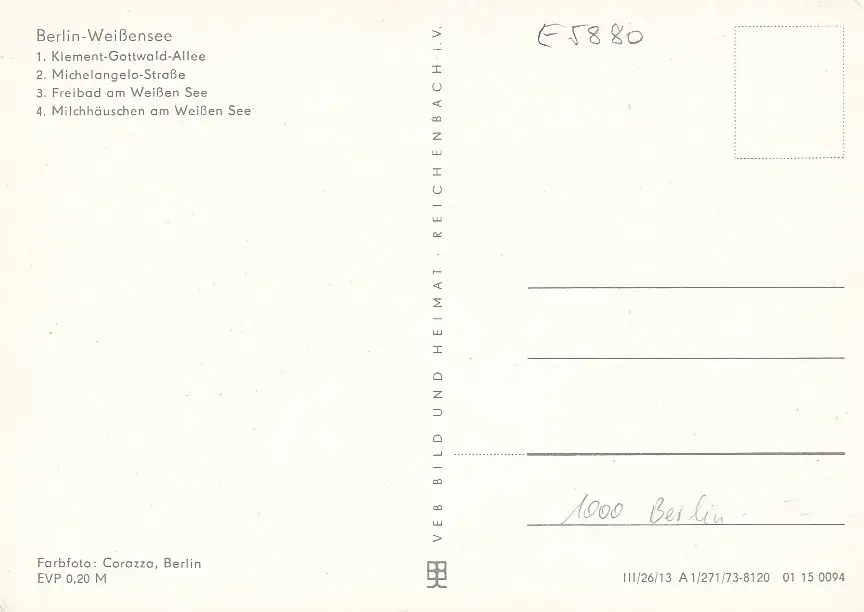 Berlin-Weißensee
1. Klement-Gottwald-Allee
2. Michelangelo-Straße
3. Freibad am Weißen See
4. Milchhäuschen am Weißen See
Farbfoto: Corazza, Berlin
EVP 0,20 M
VEB BILD UND HEIMAT · REICHENBACH i.V.
E 5880
1000 Berlin
III/26/13 A 1/271/73-8120 01 15 0094